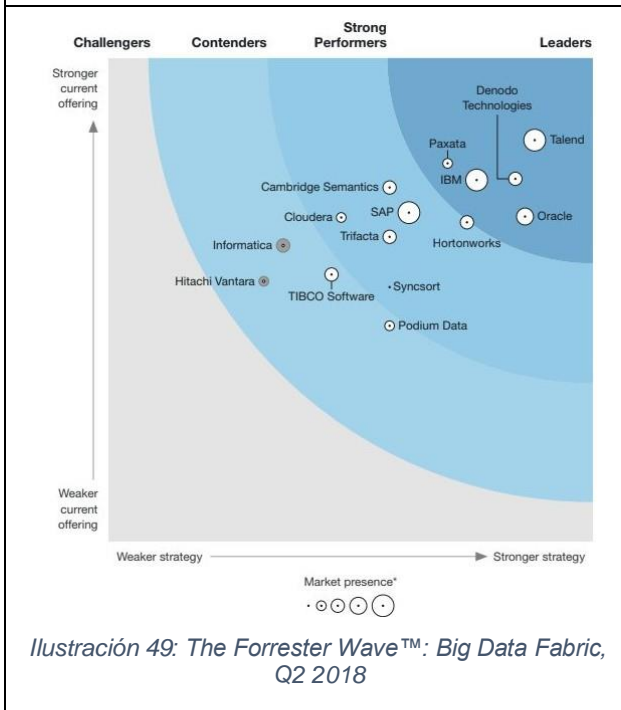 Challengers
Contenders
Strong
Performers
Leaders
Stronger
current
offering
Denodo
Technologies
Talend
Paxata
IBM
Cambridge Semantics
SAP
Cloudera
Oracle
Trifacta
Hortonworks
Informatica
Hitachi Vantara
TIBCO Software
Syncsort
Podium Data
Weaker
current
offering
Weaker strategy
Stronger strategy
Market presence*
Ilustración 49: The Forrester Wave™: Big Data Fabric,
Q2 2018